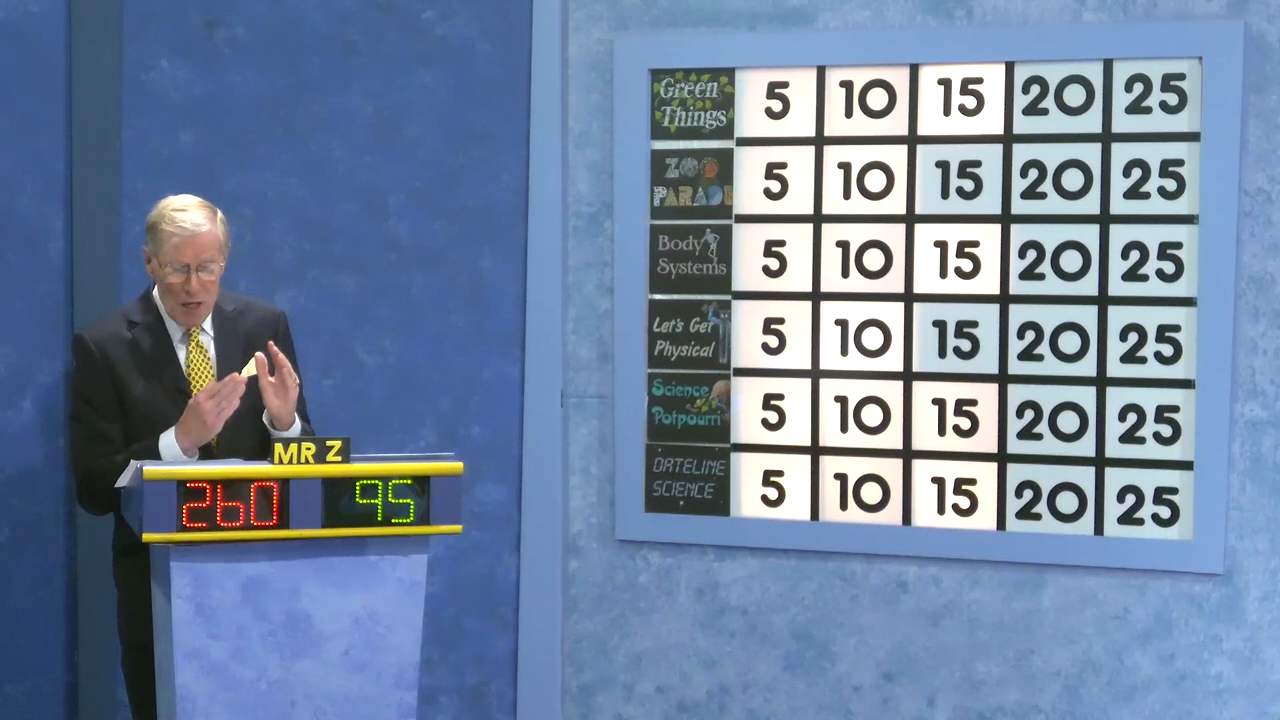 Green Things 5 10 15 20 25
ZOO PARADE 5 10 15 20 25
Body Systems 5 10 15 20 25
Let's Get Physical 5 10 15 20 25
Science Potpourri 5 10 15 20 25
DATELINE SCIENCE 5 10 15 20 25
MR Z
260 95